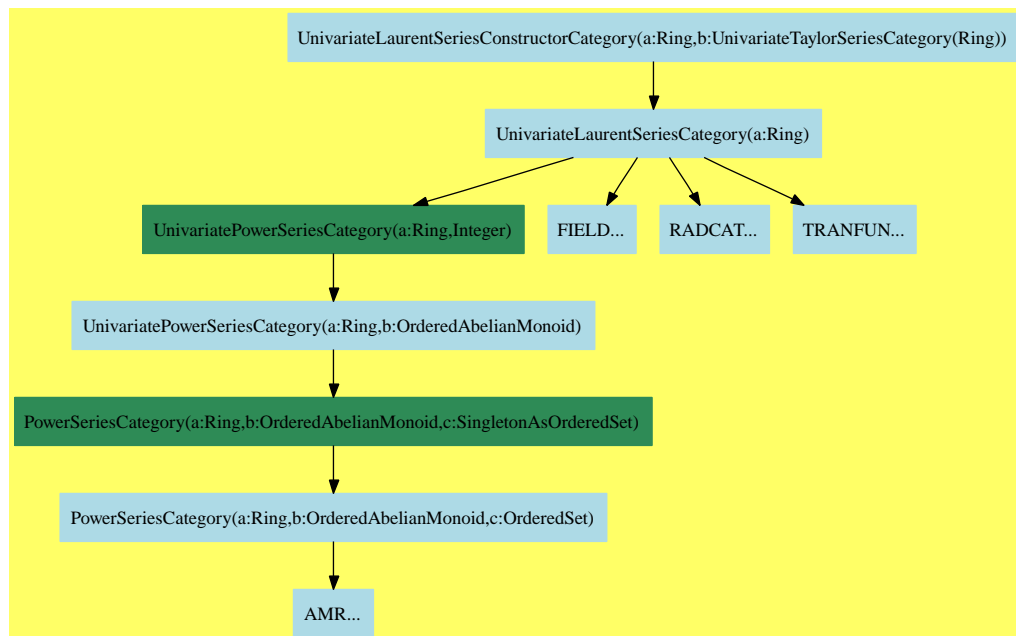 UnivariateLaurentSeriesConstructorCategory(a:Ring,b:UnivariateTaylorSeriesCategory(Ring))
UnivariateLaurentSeriesCategory(a:Ring)
UnivariatePowerSeriesCategory(a:Ring,Integer)
FIELD...
RADCAT...
TRANFUN...
UnivariatePowerSeriesCategory(a:Ring,b:OrderedAbelianMonoid)
PowerSeriesCategory(a:Ring,b:OrderedAbelianMonoid,c:SingletonAsOrderedSet)
PowerSeriesCategory(a:Ring,b:OrderedAbelianMonoid,c:OrderedSet)
AMR...